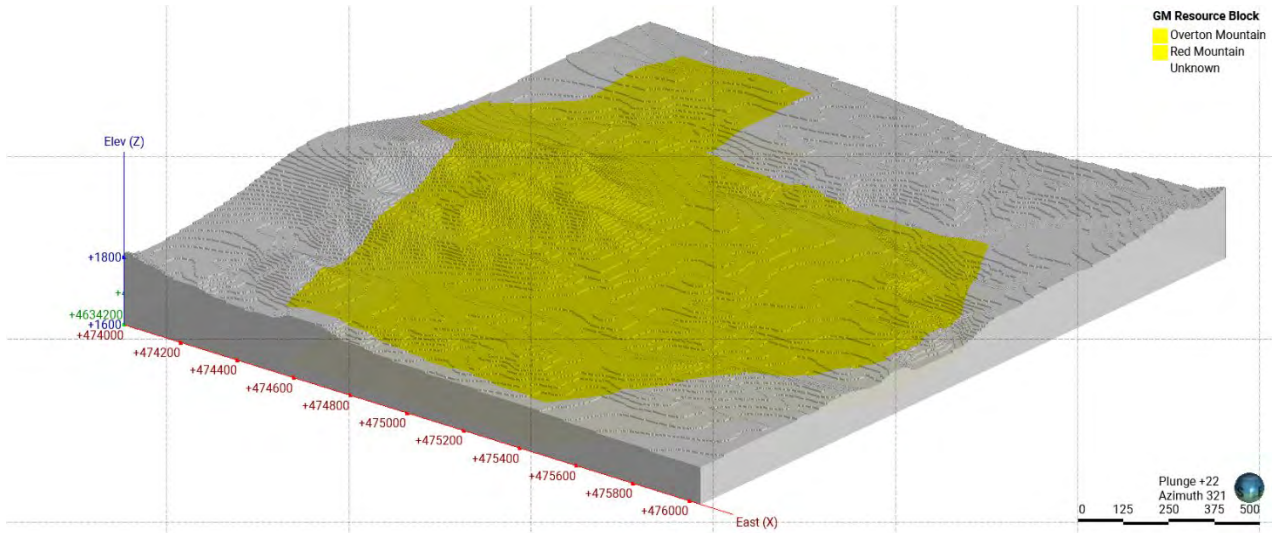 GM Resource Block
Overton Mountain
Red Mountain
Unknown
Elev (Z)
+1800
+4634200
+1600
+474000
+474200
+474400
+474600
+474800
+475000
+475200
+475400
+475600
+475800
+476000
East (X)
Plunge +22
Azimuth 321
0 125 250 375 500